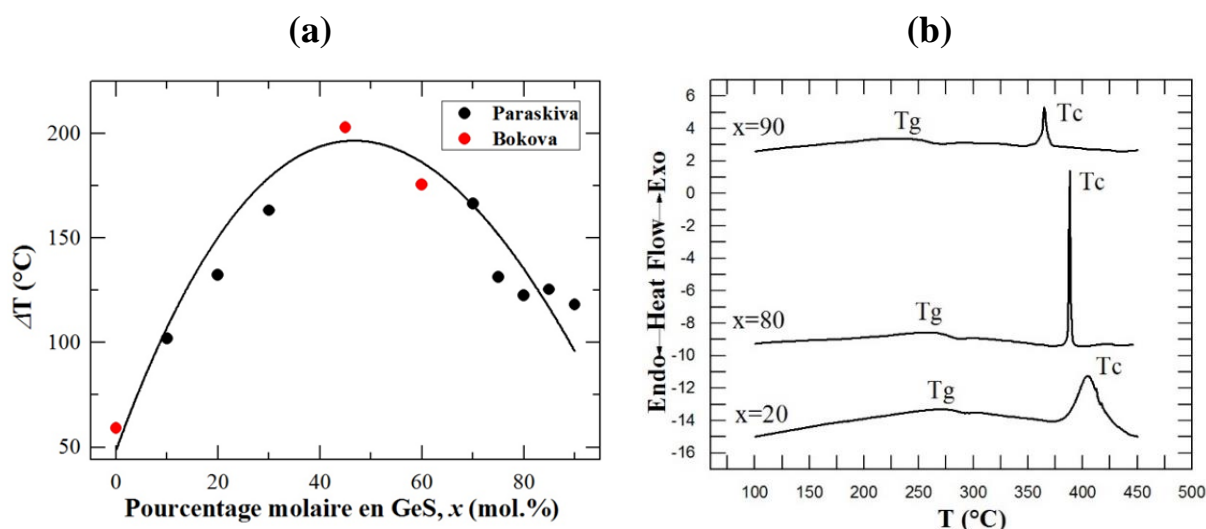 (a)
200
150
100
50
ΔT (°C)
Paraskiva
Bokova
0 20 40 60 80
Pourcentage molaire en GeS, x (mol.%)
(b)
6
4
2
0
-2
-4
-6
-8
-10
-12
-14
-16
Endo Heat Flow Exo
x=90
Tg
Tc
Tc
x=80
Tg
Tc
x=20
Tg
100 150 200 250 300 350 400 450 500
T (°C)